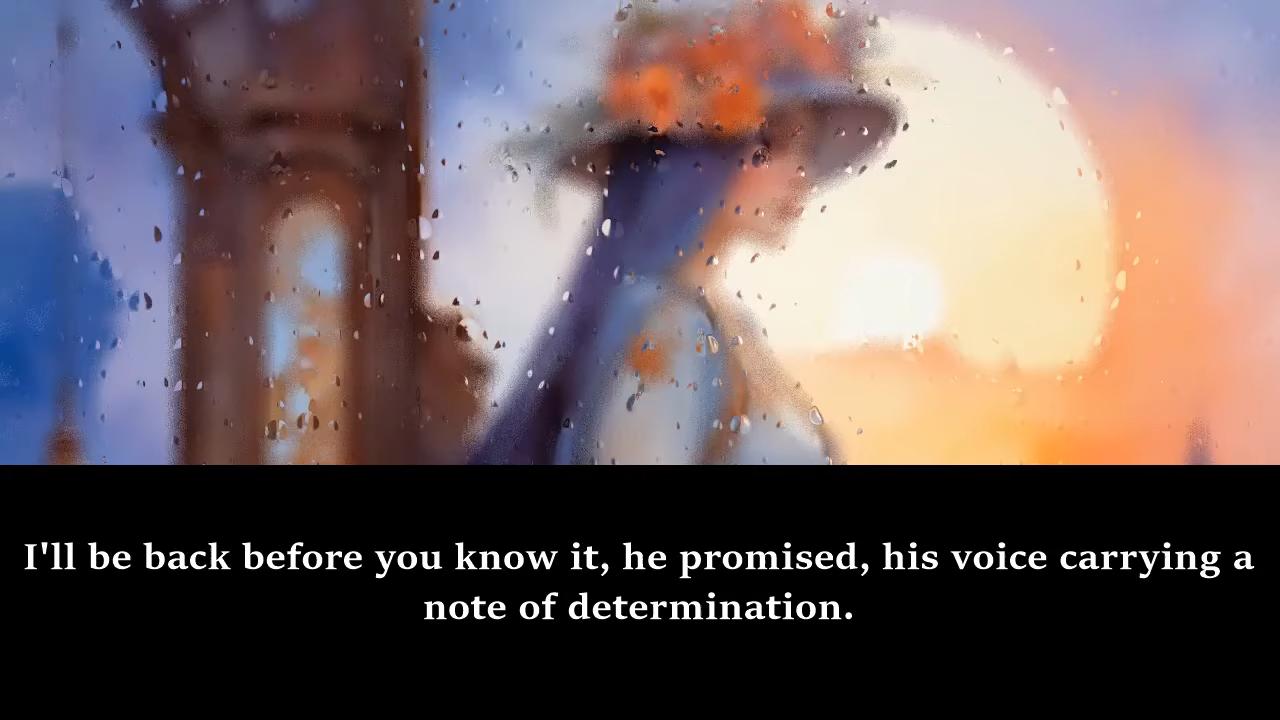 I'll be back before you know it, he promised, his voice carrying a
note of determination.